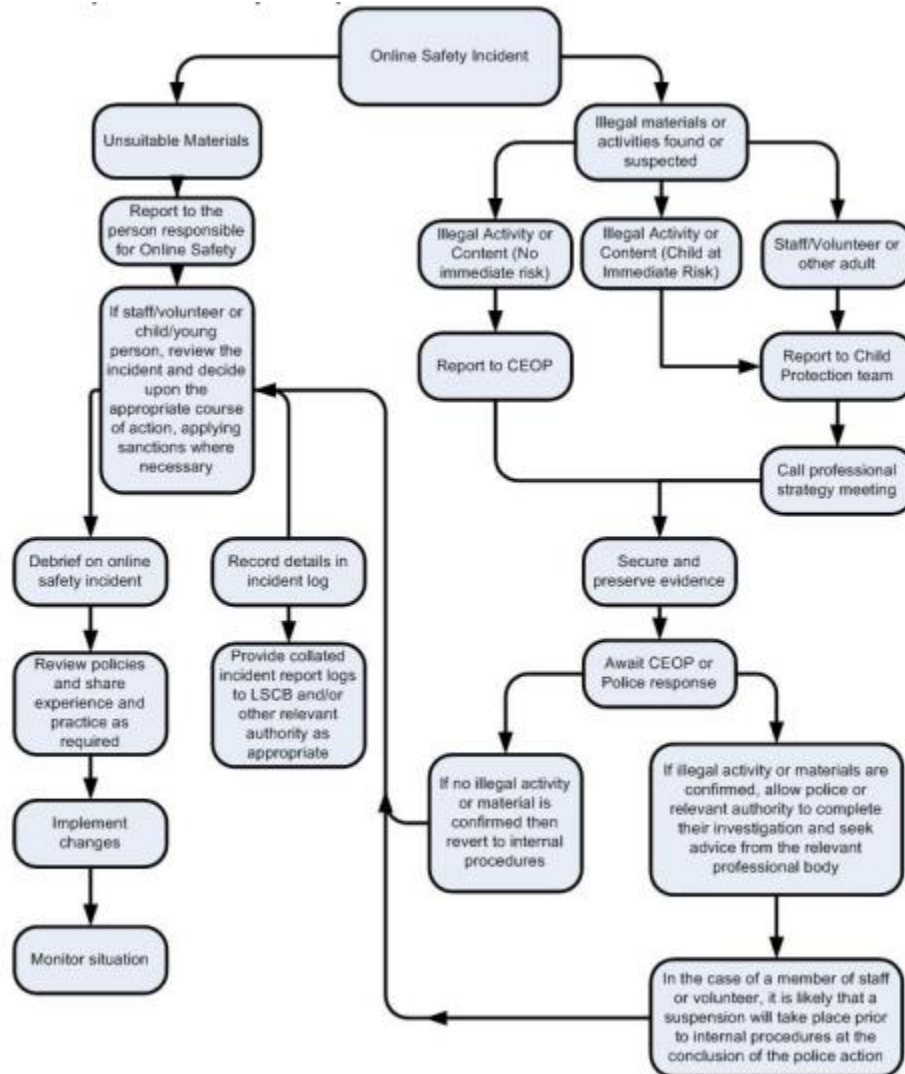 Online Safety Incident
Unsuitable Materials
Report to the
person responsible
for Online Safety
If staff/volunteer or
child/young
person, review the
incident and decide
upon the
appropriate course
of action, applying
sanctions where
necessary
Debrief on online
safety incident
Review policies
and share
experience and
practice as
required
Implement
changes
Monitor situation
Record details in
incident log
Provide collated
incident report logs
to LSCB and/or
other relevant
authority as
appropriate
Illegal materials or
activities found or
suspected
Illegal Activity or
Content (No
immediate risk)
Illegal Activity or
Content (Child at
Immediate Risk)
Staff/Volunteer or
other adult
Report to CEOP
Report to Child
Protection team
Call professional
strategy meeting
Secure and
preserve evidence
Await CEOP or
Police response
If no illegal activity
or material is
confirmed then
revert to internal
procedures
If illegal activity or materials are
confirmed, allow police or
relevant authority to complete
their investigation and seek
advice from the relevant
professional body
In the case of a member of staff
or volunteer, it is likely that a
suspension will take place prior
to internal procedures at the
conclusion of the police action